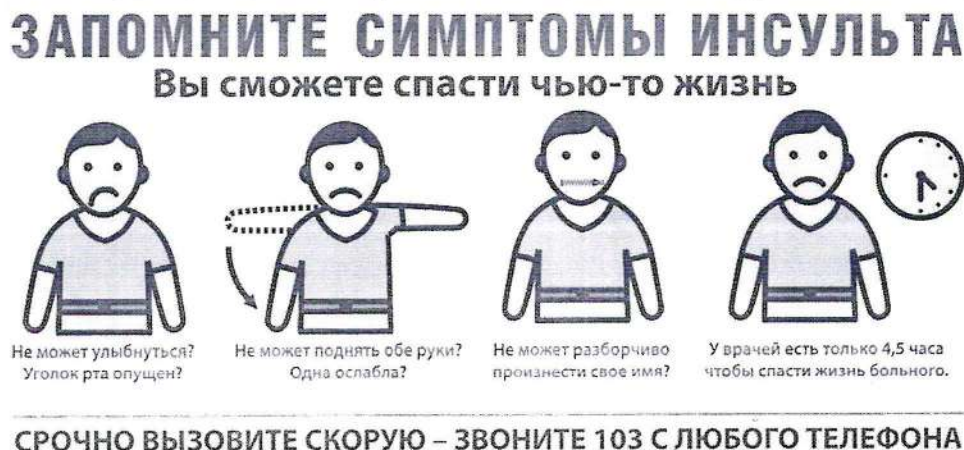 ЗАПОМНИТЕ СИМПТОМЫ ИНСУЛЬТА
Вы сможете спасти чью-то жизнь
Не может улыбнуться?
Уголок рта опущен?
Не может поднять обе руки?
Одна ослабла?
Не может разборчиво
произнести свое имя?
У врачей есть только 4,5 часа
чтобы спасти жизнь больного.
СРОЧНО ВЫЗОВИТЕ СКОРУЮ – ЗВОНИТЕ 103 С ЛЮБОГО ТЕЛЕФОНА